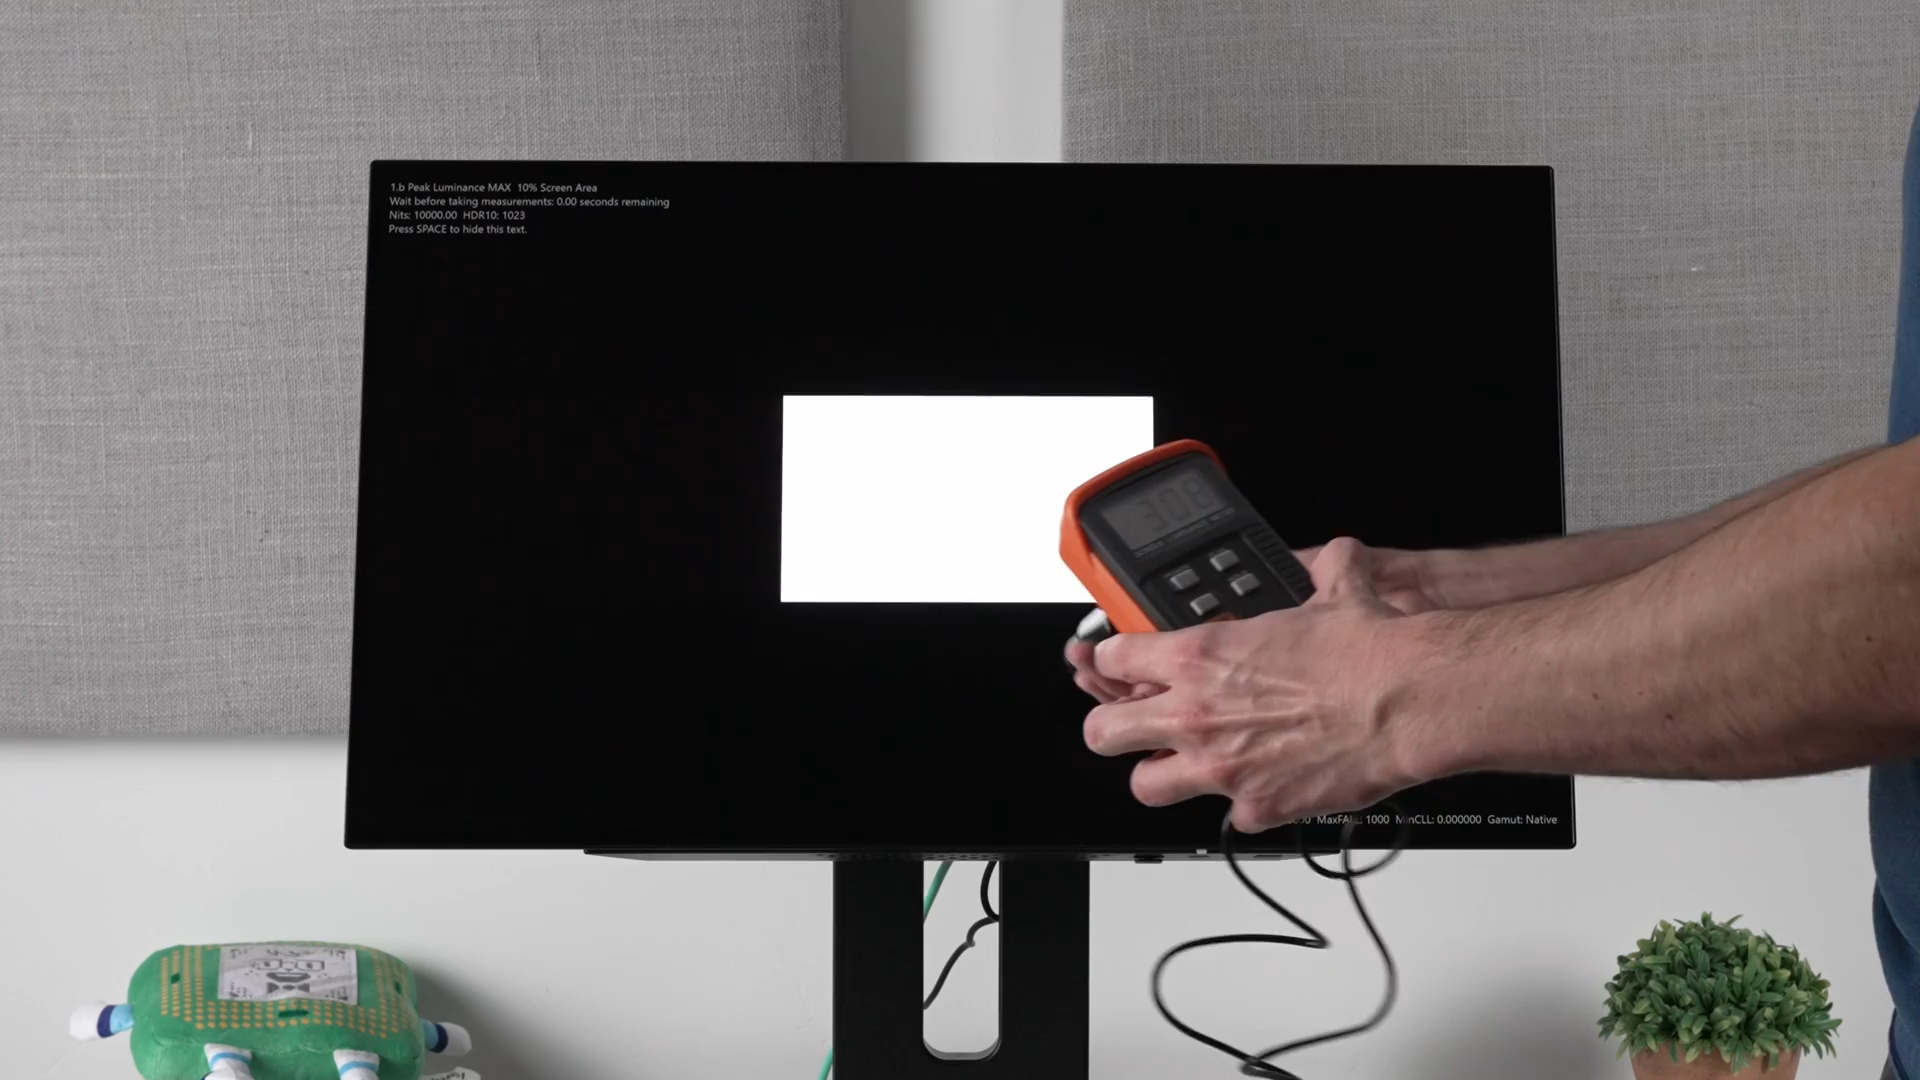 1.b Peak Luminance MAX 10% Screen Area
Wait before taking measurements: 0.00 seconds remaining
Nits: 10000.00 HDR10: 1023
Press SPACE to hide this text.
308
MaxFALL: 1000 MinCLL: 0.000000 Gamut: Native